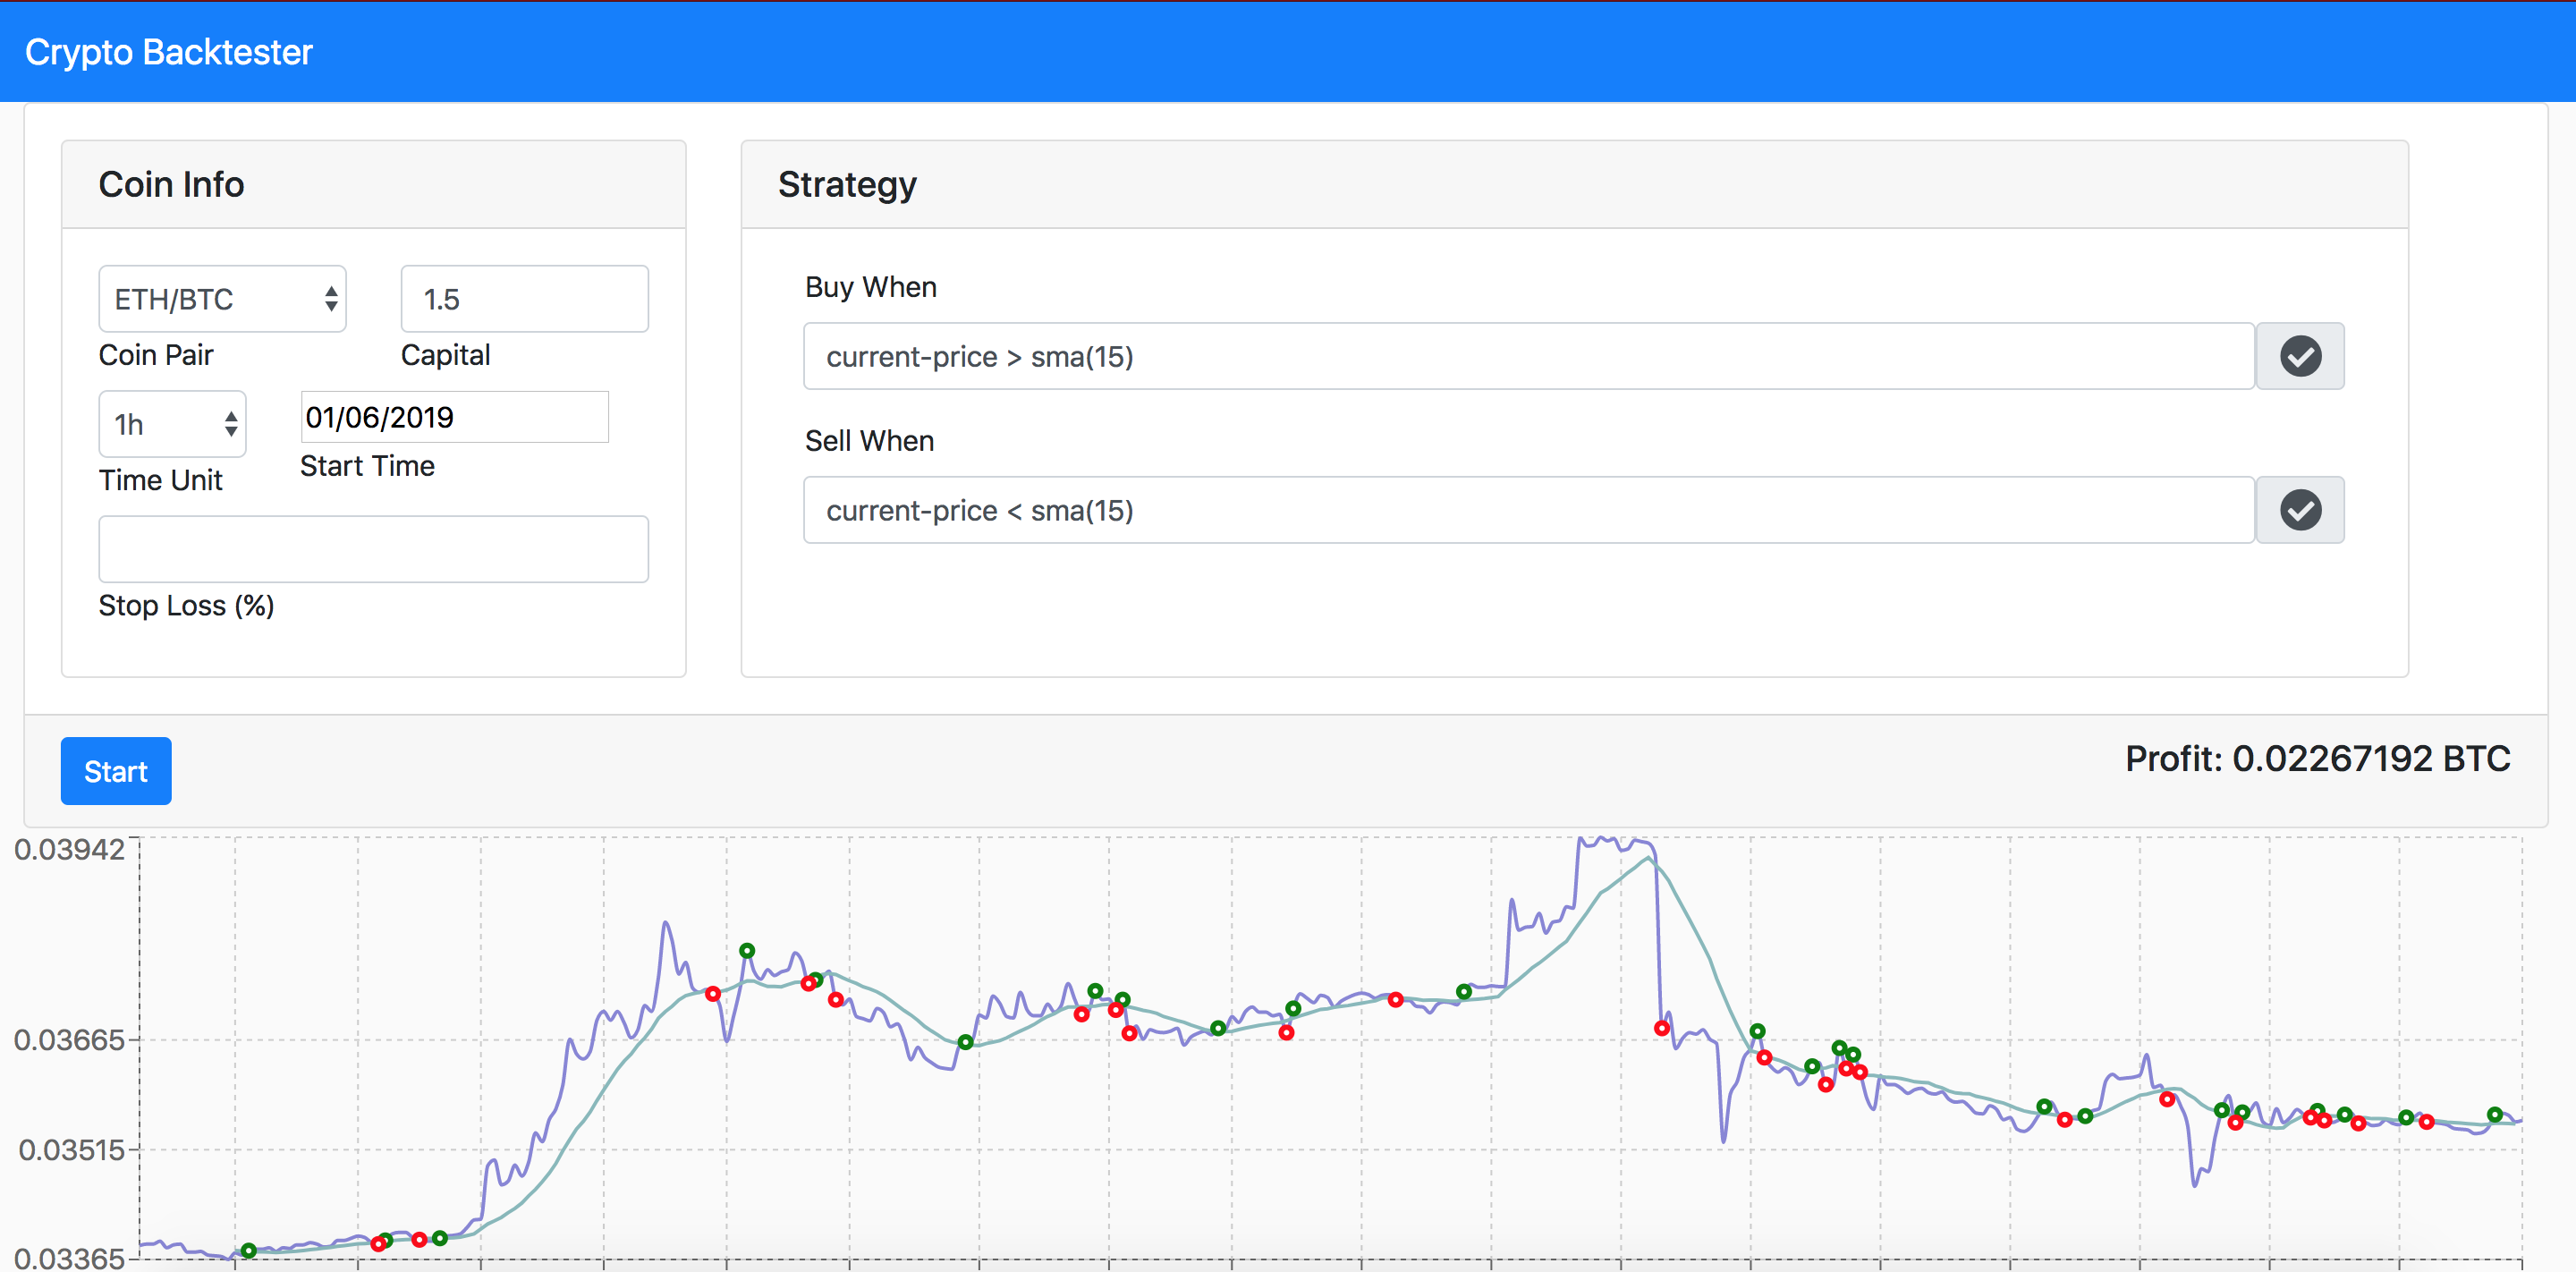 Crypto Backtester
Coin Info
ETH/BTC
1.5
Coin Pair
Capital
1h
01/06/2019
Time Unit
Start Time
Stop Loss (%)
Strategy
Buy When
current-price > sma(15)
Sell When
current-price < sma(15)
Start
Profit: 0.02267192 BTC
0.03942
0.03665
0.03515
0.03365